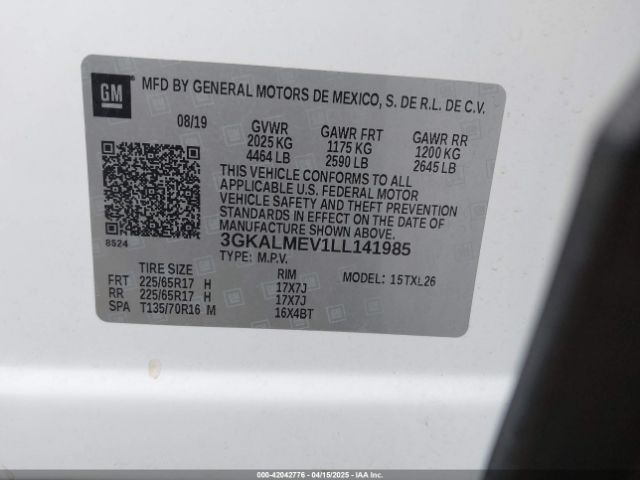 GM
MFD BY GENERAL MOTORS DE MEXICO, S. DE R.L. DE C.V.
08/19 GVWR GAWR FRT GAWR RR
2025 KG 1175 KG 1200 KG
4464 LB 2590 LB 2645 LB
THIS VEHICLE CONFORMS TO ALL
APPLICABLE U.S. FEDERAL MOTOR
VEHICLE SAFETY AND THEFT PREVENTION
STANDARDS IN EFFECT ON THE DATE OF
MANUFACTURE SHOWN ABOVE.
8524 3GKALMEV1LL141985
TYPE: M.P.V.
TIRE SIZE RIM MODEL: 15TXL26
FRT 225/65R17 H 17X7J
RR 225/65R17 H 17X7J
SPA T135/70R16 M 16X4BT
000-42042776 - 04/15/2025 - IAAI.COM